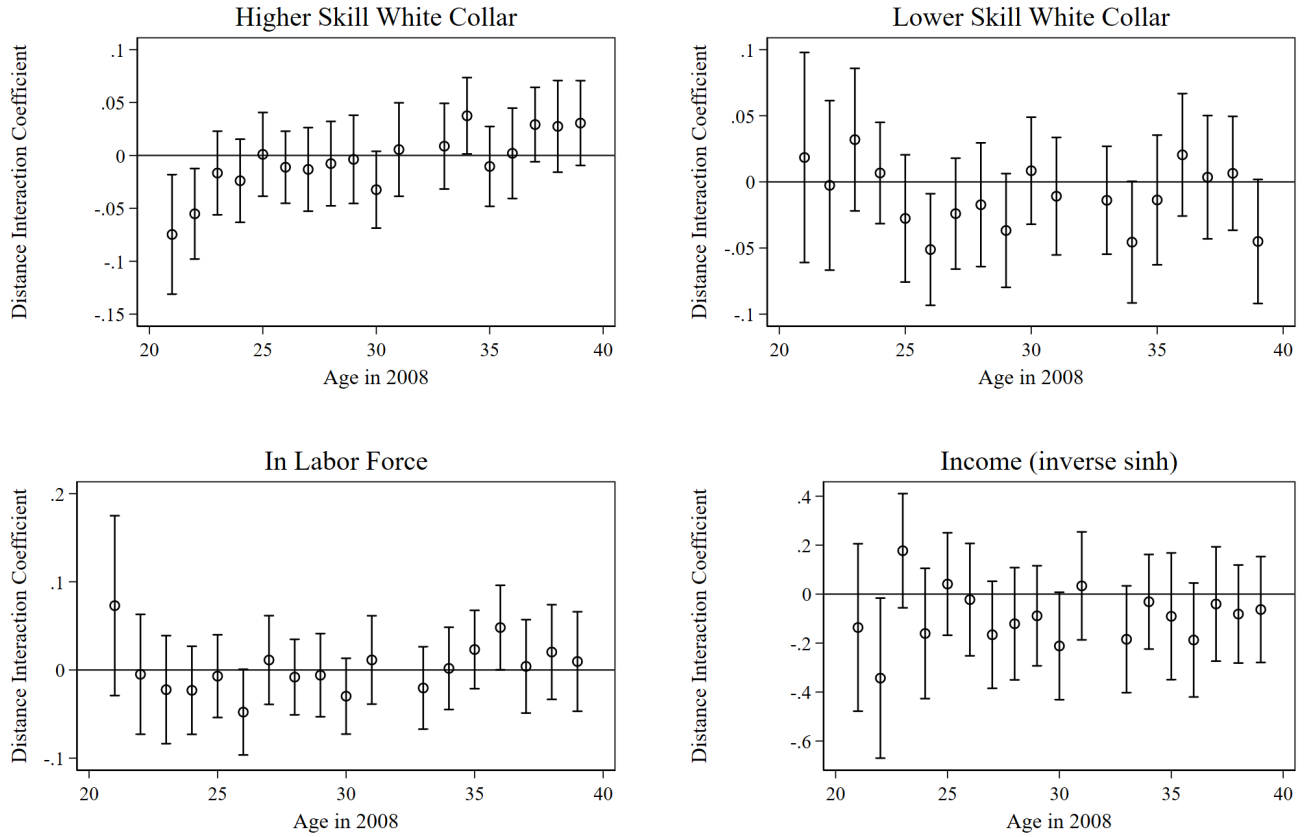 Higher Skill White Collar
Distance Interaction Coefficient
.1
.05
0
-.05
-.1
-.15
20 25 30 35 40
Age in 2008
Lower Skill White Collar
Distance Interaction Coefficient
.1
.05
0
-.05
-.1
20 25 30 35 40
Age in 2008
In Labor Force
Distance Interaction Coefficient
.2
.1
0
-.1
20 25 30 35 40
Age in 2008
Income (inverse sinh)
Distance Interaction Coefficient
.4
.2
0
-.2
-.4
-.6
20 25 30 35 40
Age in 2008